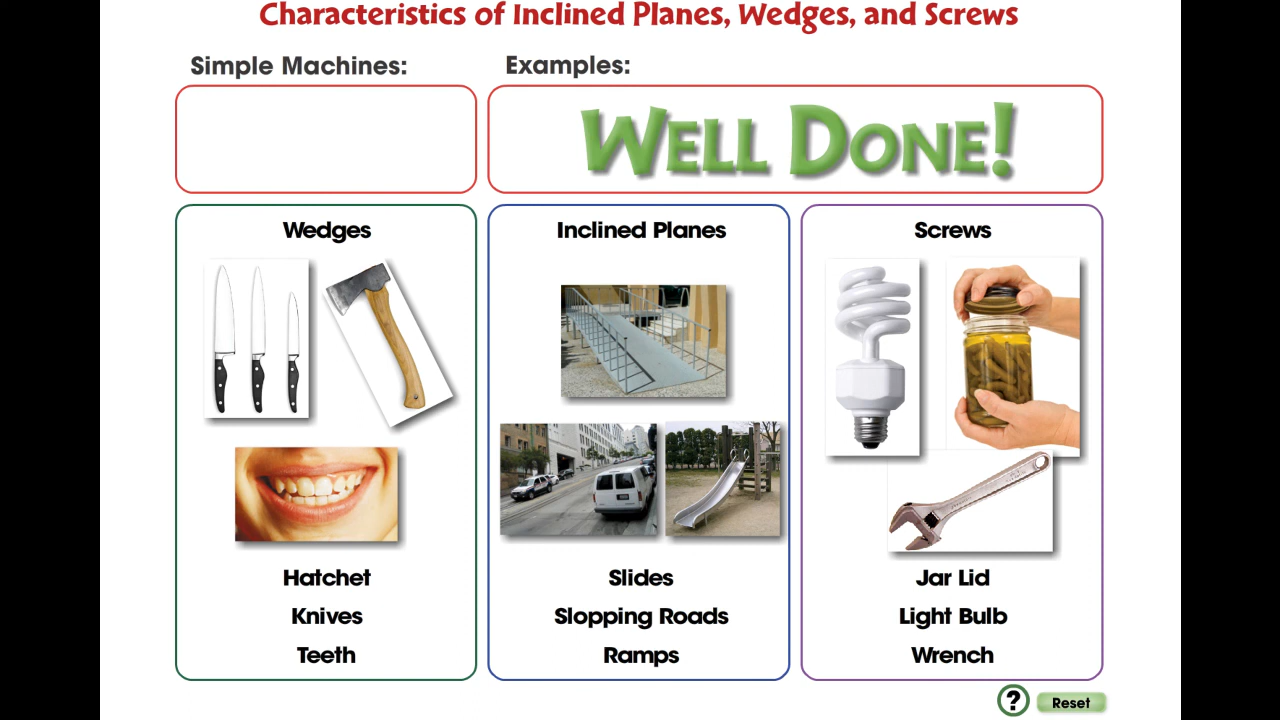 Characteristics of Inclined Planes, Wedges, and Screws
Simple Machines:
Examples:
WELL DONE!
Wedges
Hatchet
Knives
Teeth
Inclined Planes
Slides
Slopping Roads
Ramps
Screws
Jar Lid
Light Bulb
Wrench
?
Reset